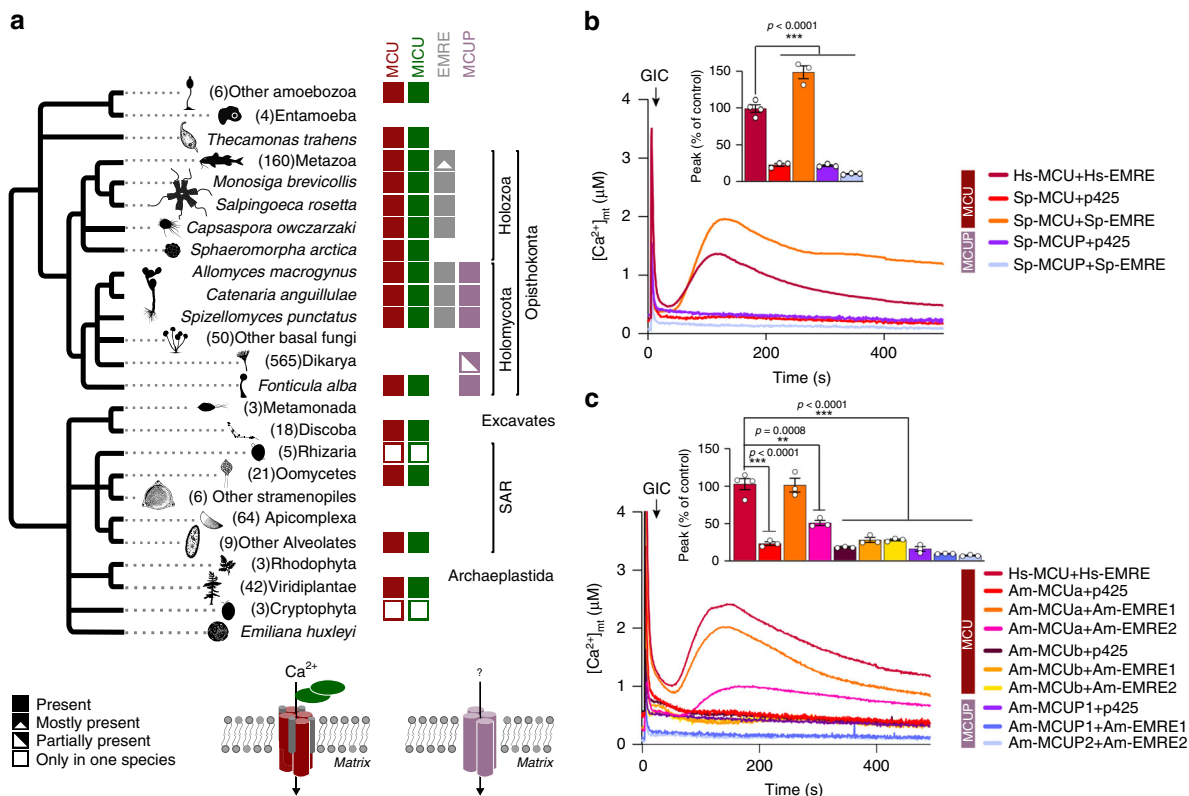 a
MCU
MICU
EMRE
MCUP
(6)Other amoebozoa
(4)Entamoeba
Thecamonas trahens
(160)Metazoa
Monosiga brevicollis
Salpingoeca rosetta
Capsaspora owczarzaki
Sphaeromorpha arctica
Allomyces macrogynus
Catenaria anguillulae
Spizellomyces punctatus
(50)Other basal fungi
(565)Dikarya
Fonticula alba
(3)Metamonada
(18)Discoba
(5)Rhizaria
(21)Oomycetes
(6) Other stramenopiles
(64) Apicomplexa
(9)Other Alveolates
(3)Rhodophyta
(42)Viridiplantae
(3)Cryptophyta
Emiliana huxleyi
Holozoa
Holomycota
Opisthokonta
Excavates
SAR
Archaeplastida
Present
Mostly present
Partially present
Only in one species
Ca2+
Matrix
?
Matrix
b
p < 0.0001
***
GIC
Peak (% of control)
150
100
50
0
[Ca2+]mt (μM)
4
3
2
1
0
0
200
400
Time (s)
MCU
MCUP
Hs-MCU+Hs-EMRE
Sp-MCU+p425
Sp-MCU+Sp-EMRE
Sp-MCUP+p425
Sp-MCUP+Sp-EMRE
c
p < 0.0001
***
p = 0.0008
**
p < 0.0001
***
GIC
Peak (% of control)
150
100
50
0
[Ca2+]mt (μM)
4
3
2
1
0
0
200
400
Time (s)
MCU
MCUP
Hs-MCU+Hs-EMRE
Am-MCUa+p425
Am-MCUa+Am-EMRE1
Am-MCUa+Am-EMRE2
Am-MCUb+p425
Am-MCUb+Am-EMRE1
Am-MCUb+Am-EMRE2
Am-MCUP1+p425
Am-MCUP1+Am-EMRE1
Am-MCUP2+Am-EMRE2